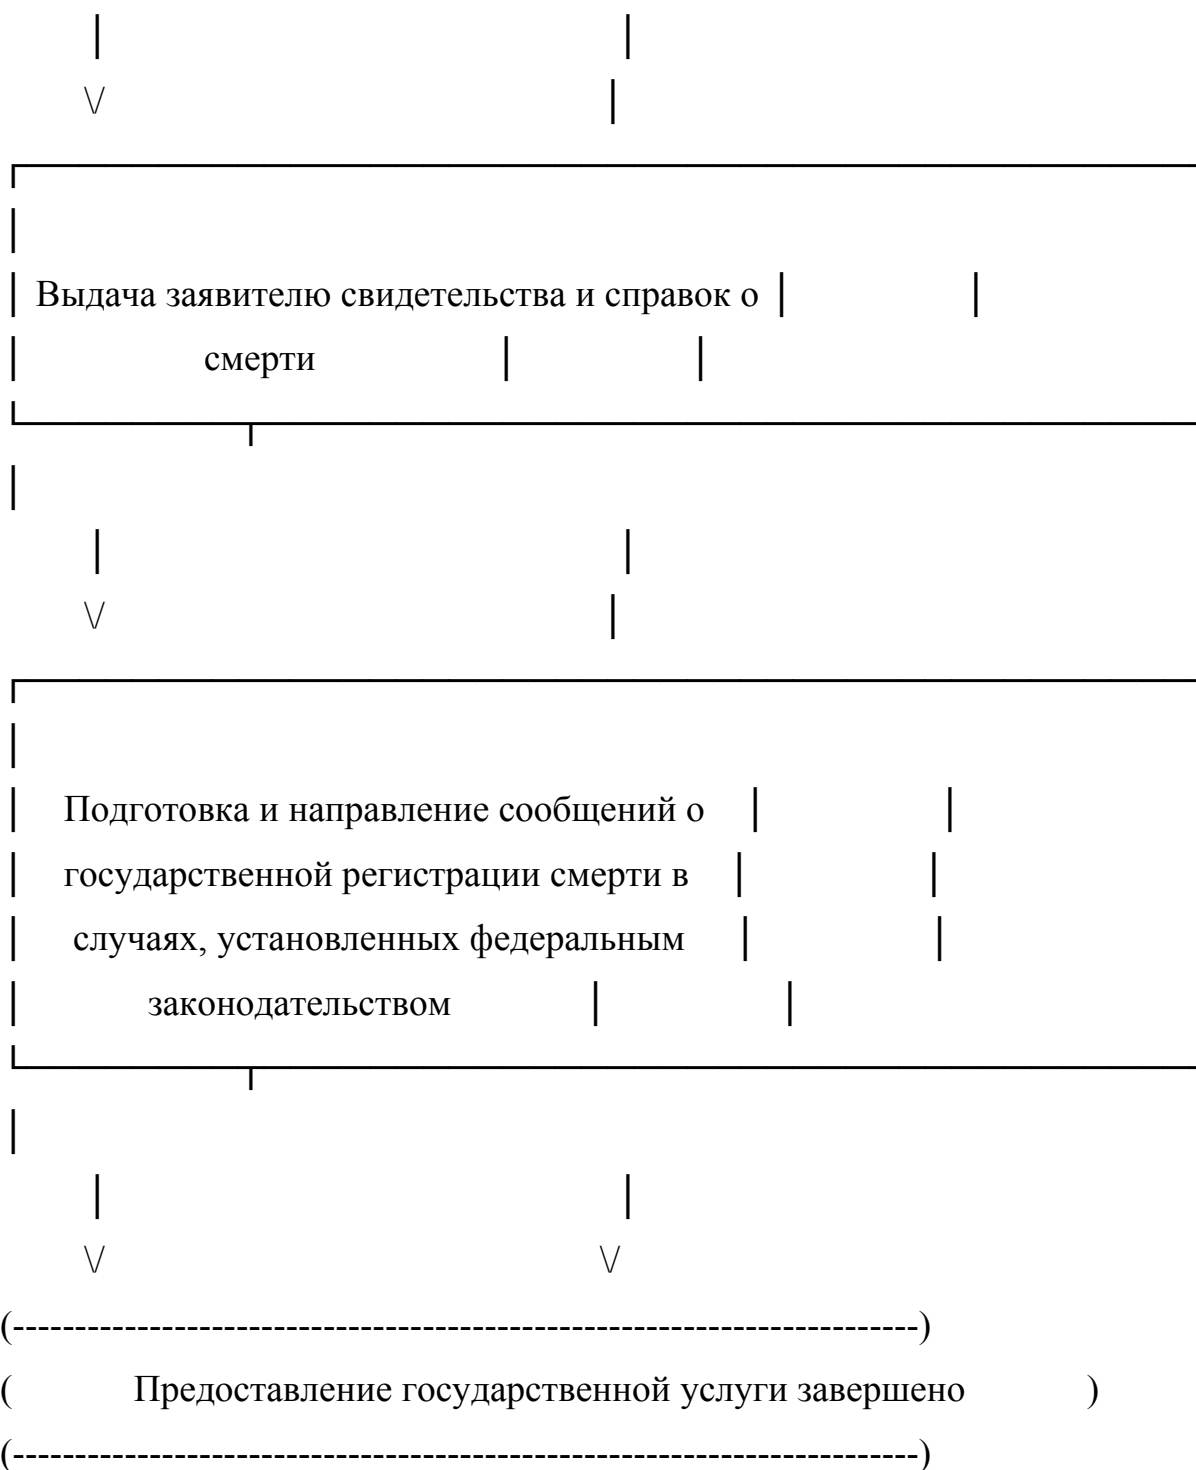 Выдача заявителю свидетельства и справок о
смерти
Подготовка и направление сообщений о
государственной регистрации смерти в
случаях, установленных федеральным
законодательством
(-------------------------------------------------------------------------)
( Предоставление государственной услуги завершено )
(-------------------------------------------------------------------------)